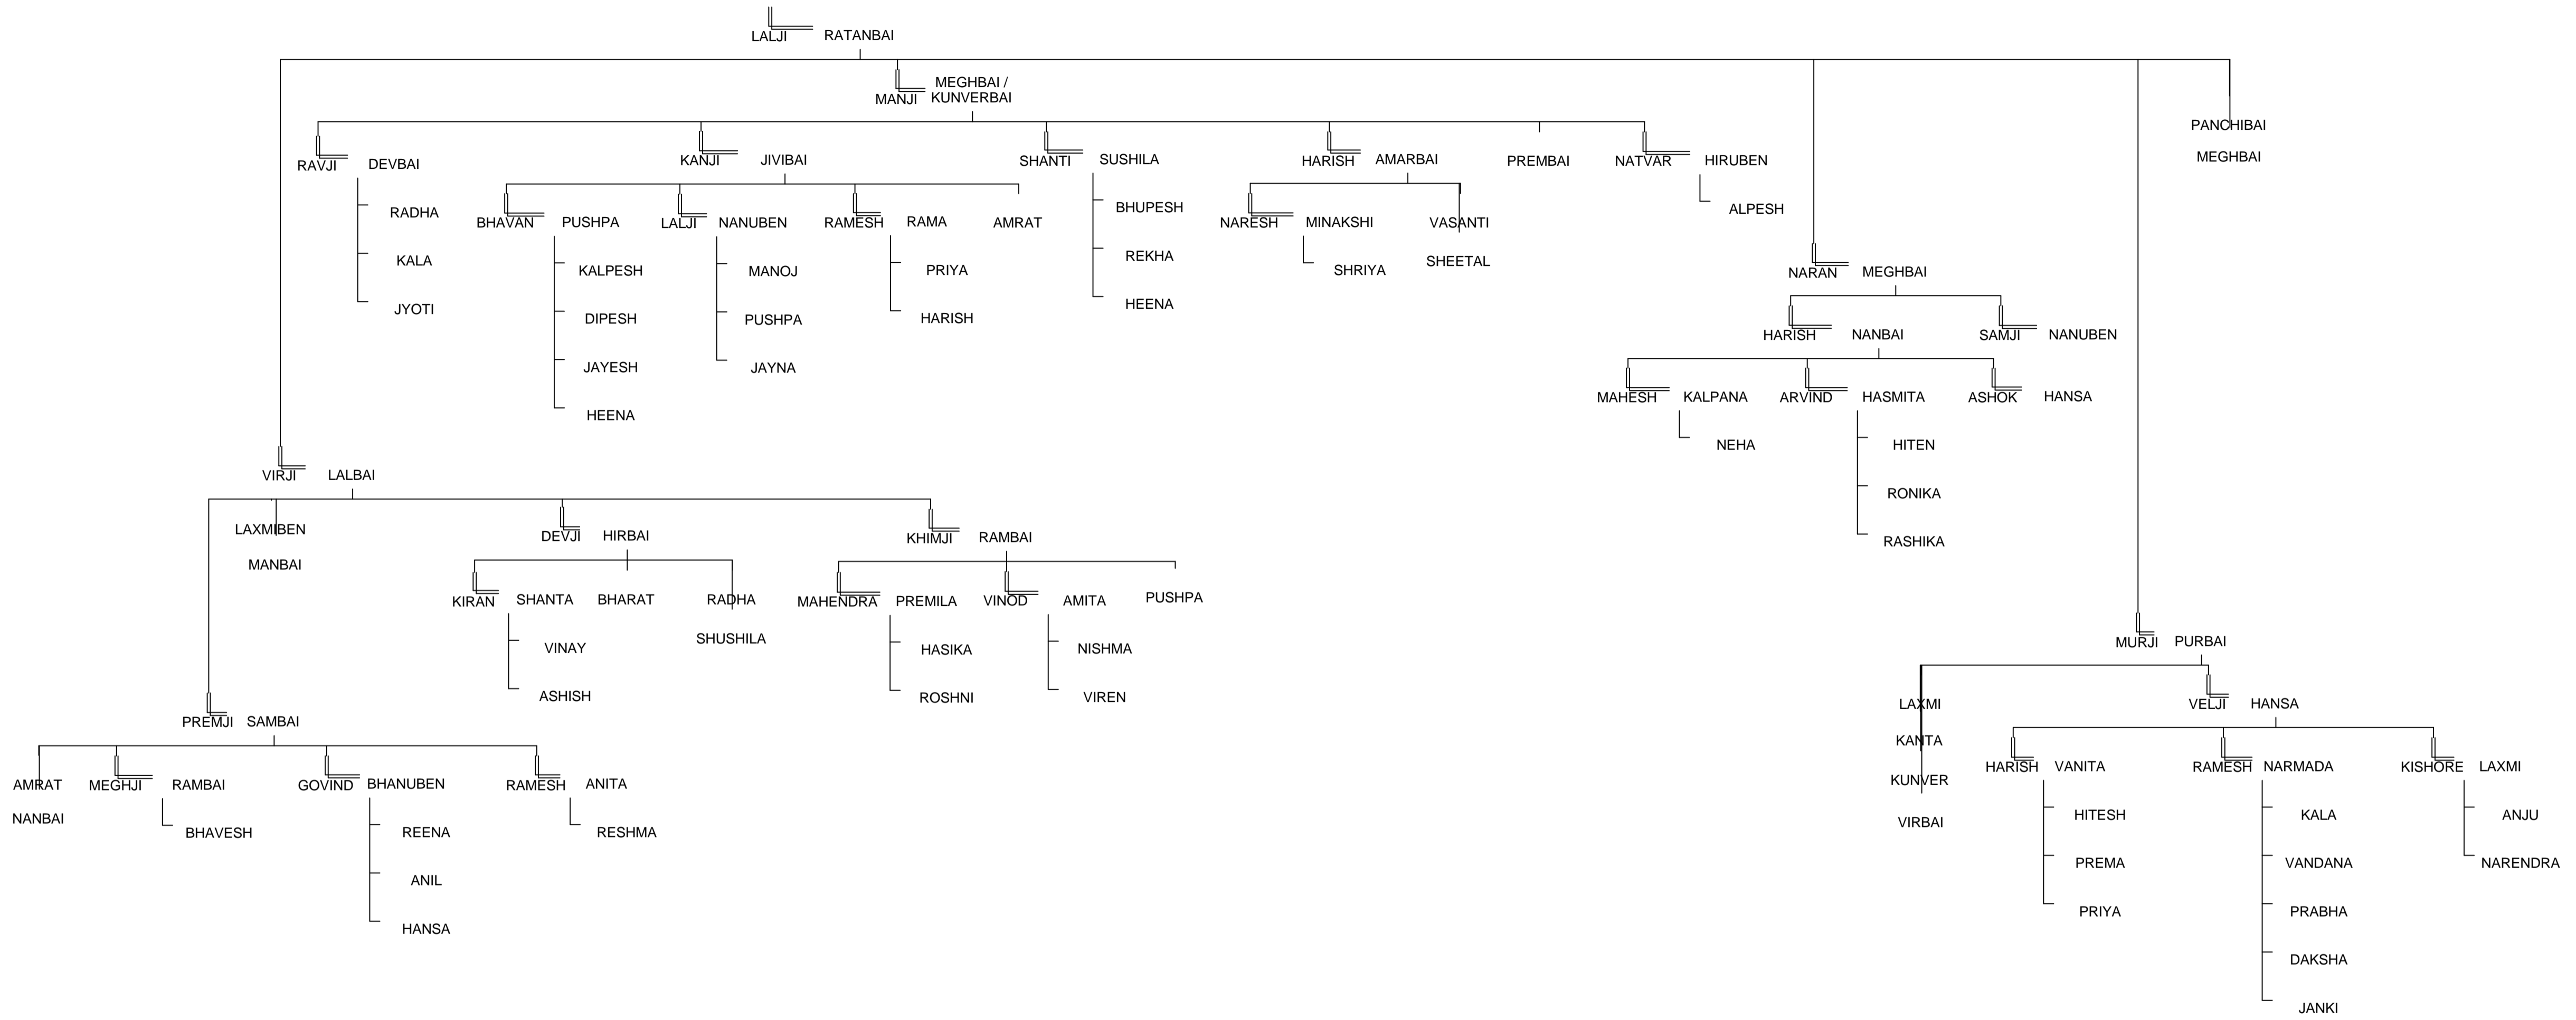 LALJI RATANBAI
MEGHBAI /
MANJI KUNVERBAI
PANCHIBAI
MEGHBAI
RAVJI DEVBAI KANJI JIVIBAI SHANTI SUSHILA HARISH AMARBAI PREMBAI NATVAR HIRUBEN
RADHA
KALA
JYOTI
BHAVAN PUSHPA LALJI NANUBEN RAMESH RAMA AMRAT
KALPESH
DIPESH
JAYESH
HEENA
MANOJ
PUSHPA
JAYNA
PRIYA
HARISH
BHUPESH
REKHA
HEENA
NARESH MINAKSHI VASANTI
SHRIYA SHEETAL
ALPESH
NARAN MEGHBAI
HARISH NANBAI SAMJI NANUBEN
MAHESH KALPANA ARVIND HASMITA ASHOK HANSA
NEHA
HITEN
RONIKA
RASHIKA
VIRJI LALBAI
LAXMIBEN
MANBAI
DEVJI HIRBAI KHIMJI RAMBAI
KIRAN SHANTA BHARAT RADHA
SHUSHILA
VINAY
ASHISH
MAHENDRA PREMILA VINOD AMITA PUSHPA
HASIKA
ROSHNI
NISHMA
VIREN
PREMJI SAMBAI
AMRAT MEGHJI RAMBAI GOVIND BHANUBEN RAMESH ANITA
NANBAI
BHAVESH
REENA
ANIL
HANSA
RESHMA
MURJI PURBAI
LAXMI
KANTA
KUNVER
VIRBAI
VELJI HANSA
HARISH VANITA RAMESH NARMADA KISHORE LAXMI
HITESH
PREMA
PRIYA
KALA
VANDANA
PRABHA
DAKSHA
JANKI
ANJU
NARENDRA